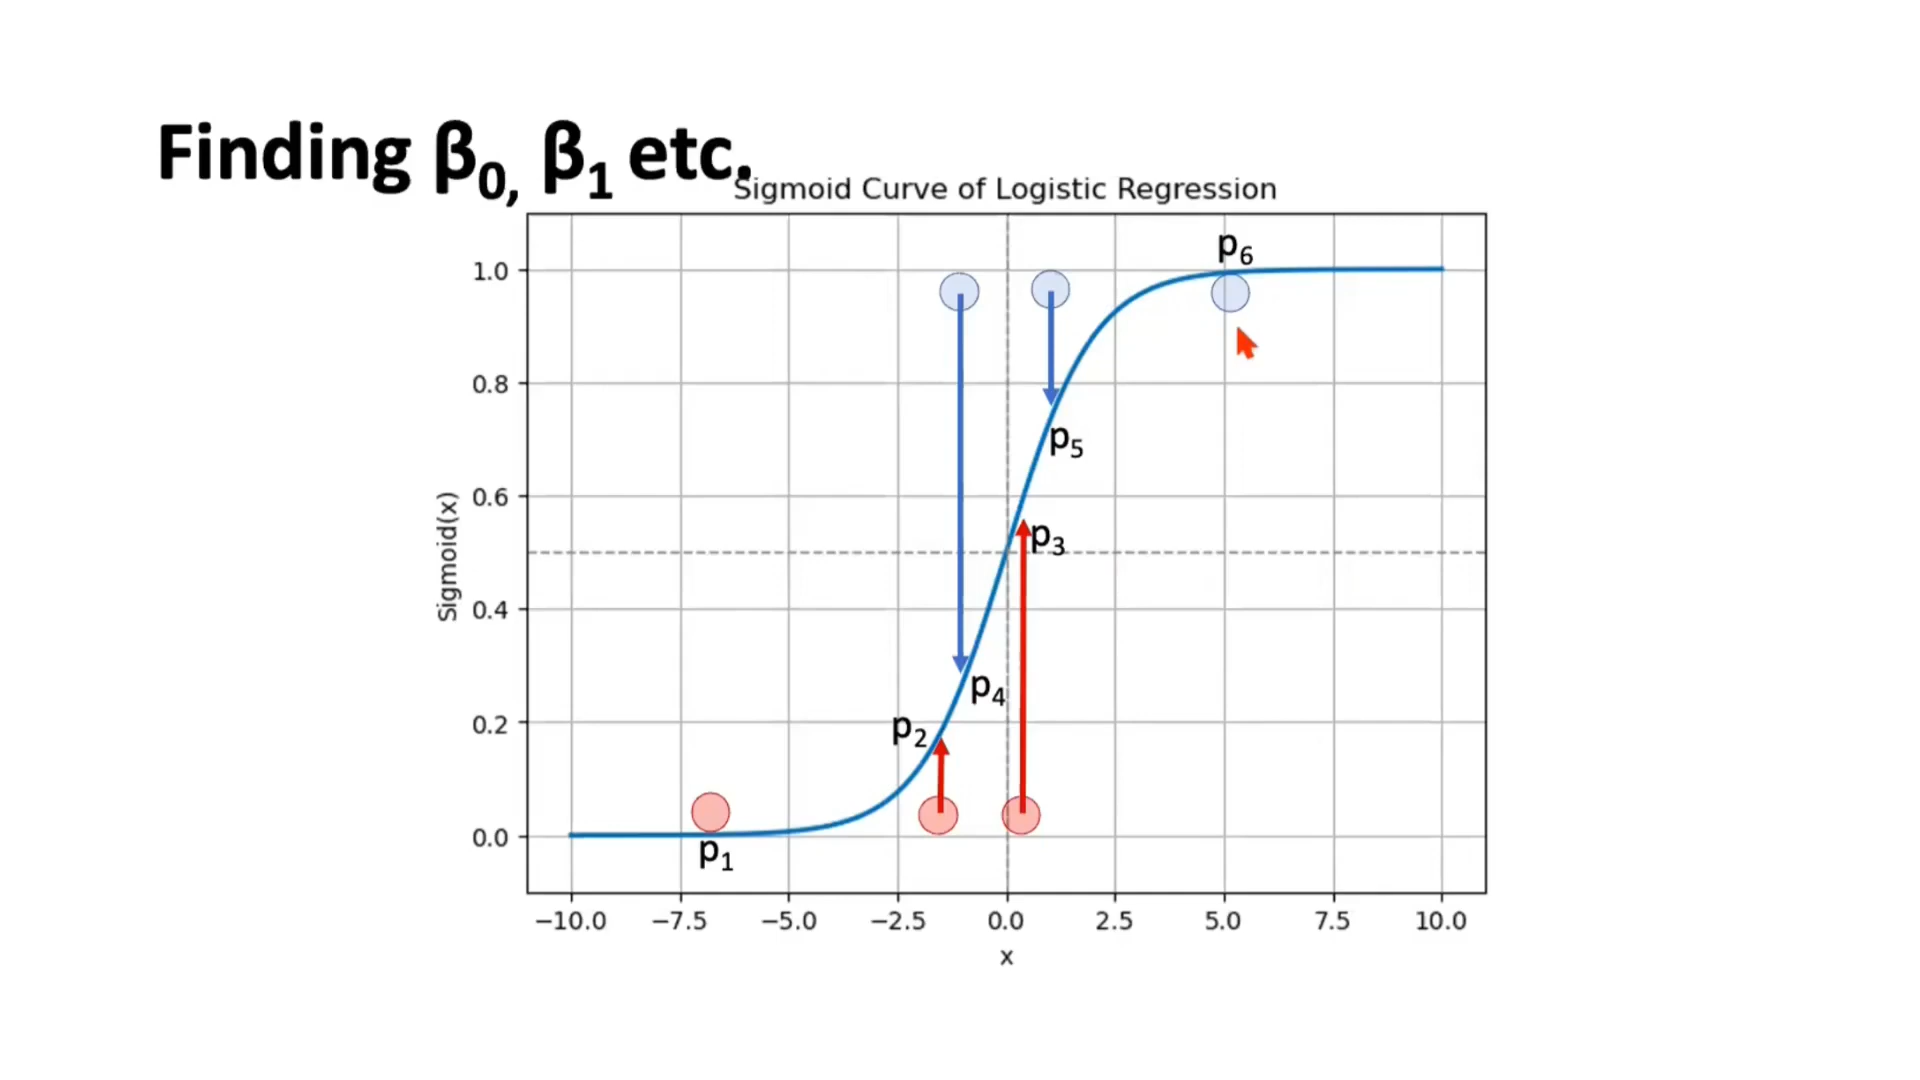 Finding β₀, β₁ etc.
Sigmoid Curve of Logistic Regression
p₆
1.0
0.8
p₅
0.6
p₃
Sigmoid(x)
0.4
p₄
0.2
p₂
0.0
p₁
−10.0 −7.5 −5.0 −2.5 0.0 2.5 5.0 7.5 10.0
x